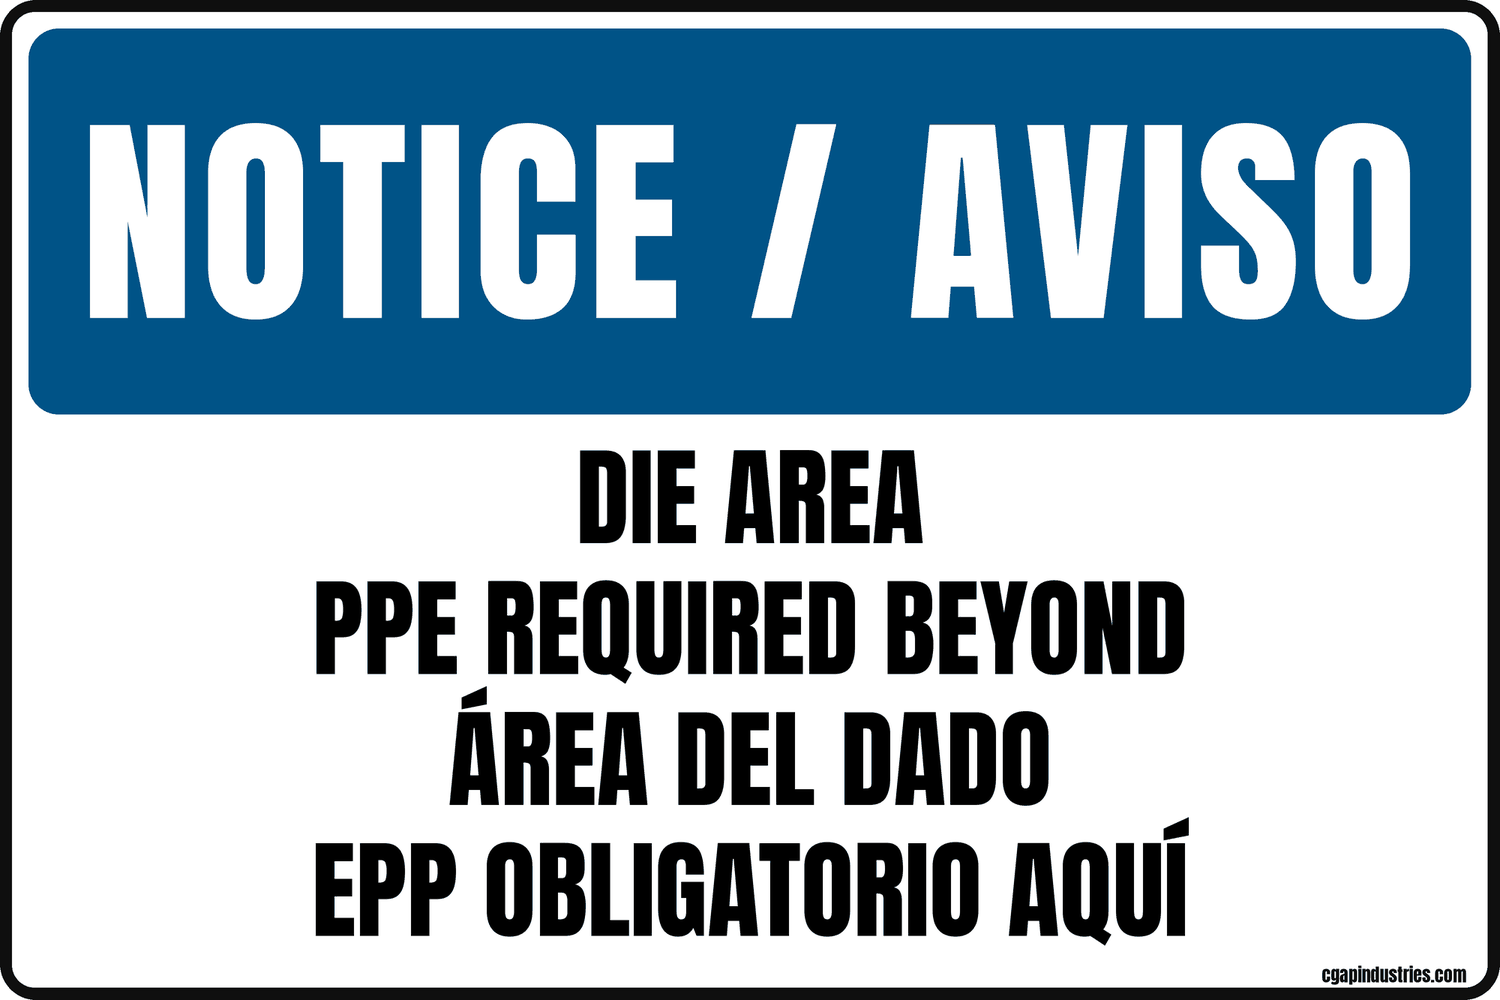 NOTICE / AVISO
DIE AREA
PPE REQUIRED BEYOND
ÁREA DEL DADO
EPP OBLIGATORIO AQUÍ
cgapindustries.com